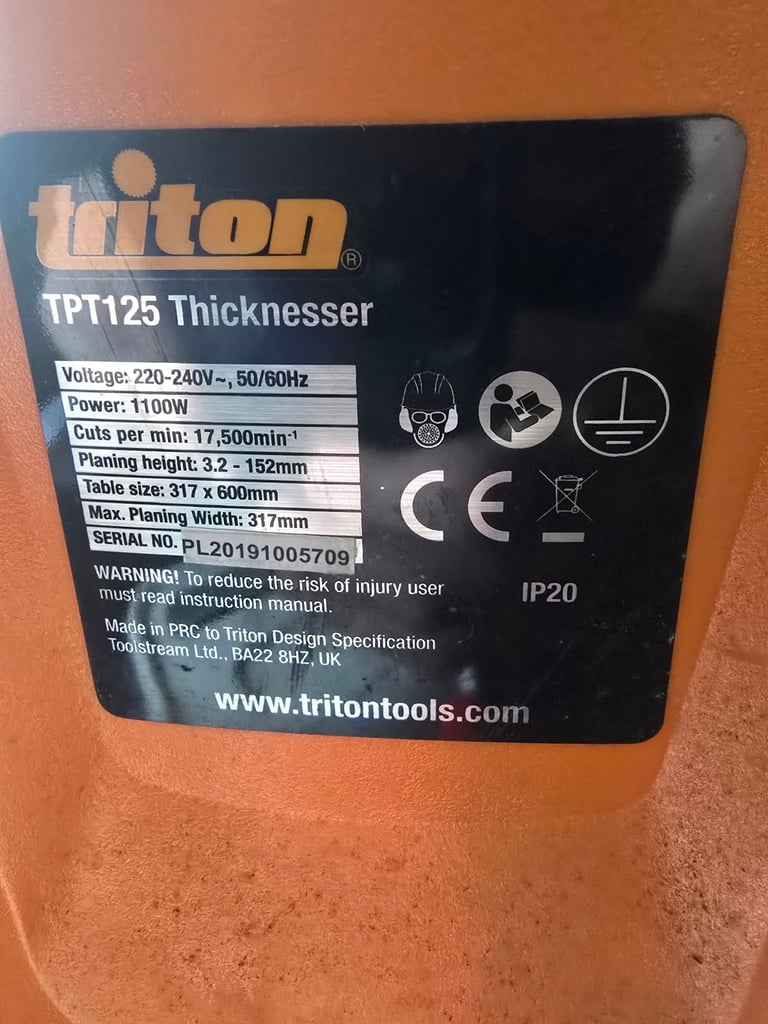 triton®
TPT125 Thicknesser
Voltage: 220-240V~, 50/60Hz
Power: 1100W
Cuts per min: 17,500min⁻¹
Planing height: 3.2 - 152mm
Table size: 317 x 600mm
Max. Planing Width: 317mm
SERIAL NO. PL20191005709
CE
WARNING! To reduce the risk of injury user
must read instruction manual.
IP20
Made in PRC to Triton Design Specification
Toolstream Ltd., BA22 8HZ, UK
www.tritontools.com